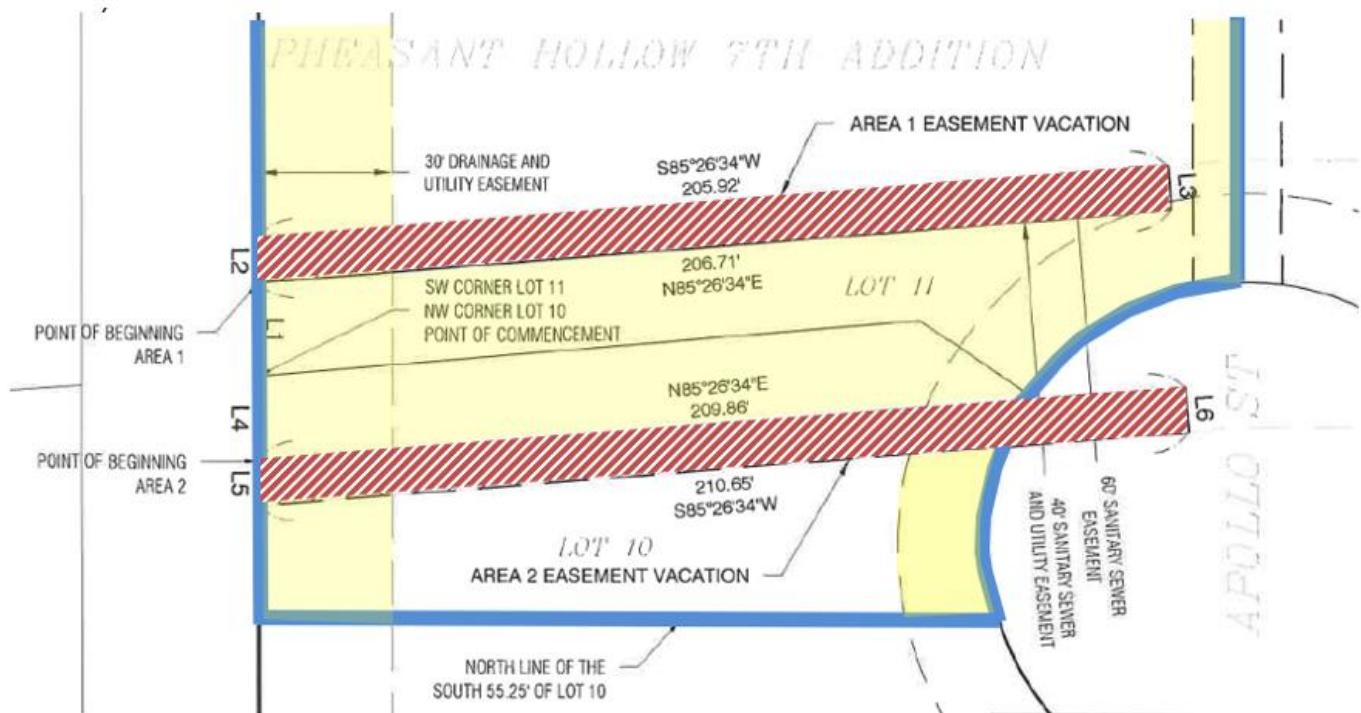 PHEASANT HOLLOW 7TH ADDITION
AREA 1 EASEMENT VACATION
30' DRAINAGE AND
UTILITY EASEMENT
S85°26'34"W
205.92'
L3
L2
206.71'
N85°26'34"E
SW CORNER LOT 11
NW CORNER LOT 10
POINT OF COMMENCEMENT
LOT 11
L1
POINT OF BEGINNING
AREA 1
N85°26'34"E
209.86'
L4
L6
APOLLO ST
POINT OF BEGINNING
AREA 2
L5
210.65'
S85°26'34"W
60' SANITARY SEWER
EASEMENT
40' SANITARY SEWER
AND UTILITY EASEMENT
LOT 10
AREA 2 EASEMENT VACATION
NORTH LINE OF THE
SOUTH 55.25' OF LOT 10